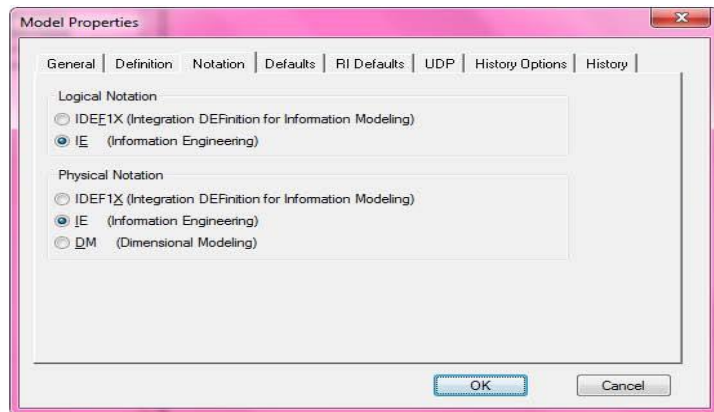 Model Properties
General Definition Notation Defaults RI Defaults UDP History Options History
Logical Notation
IDEF1X (Integration DEFinition for Information Modeling)
IE (Information Engineering)
Physical Notation
IDEF1X (Integration DEFinition for Information Modeling)
IE (Information Engineering)
DM (Dimensional Modeling)
OK Cancel